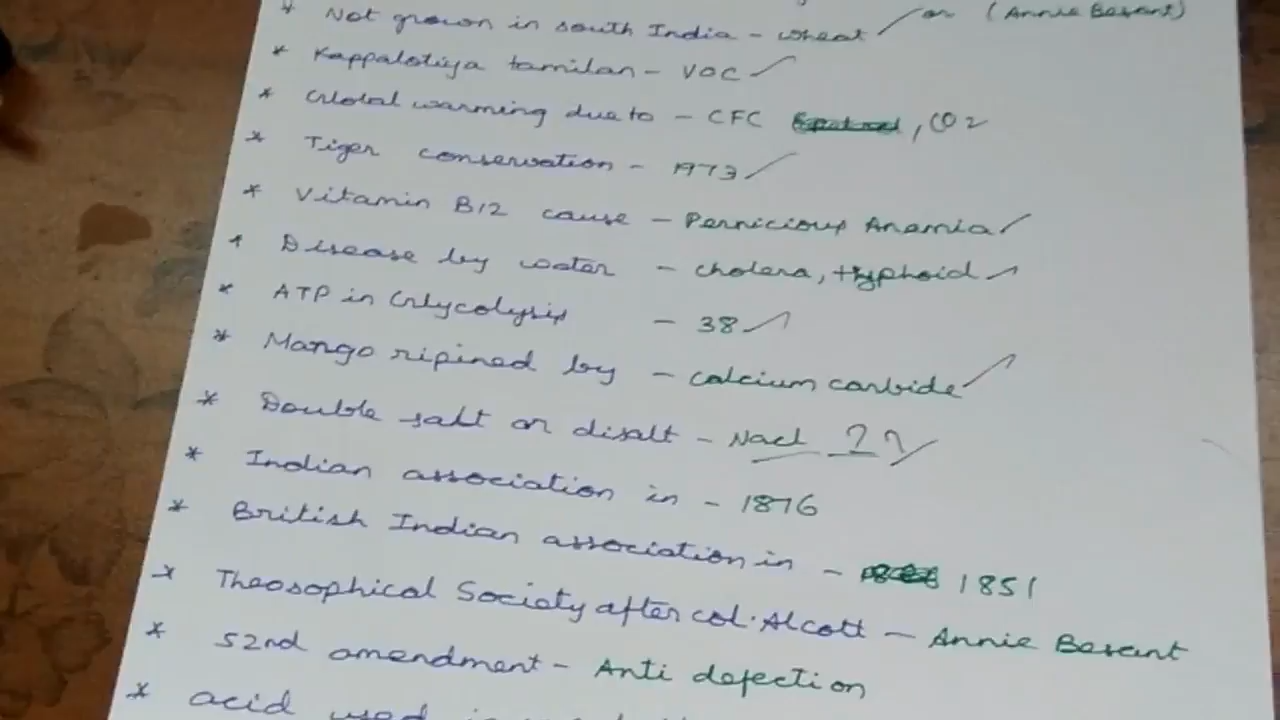 or (Annie Besant)
* Not grown in south India - wheat
* Kappalotiya tamilan - VOC
* Global warming due to - CFC , CO2
* Tiger conservation - 1973
* Vitamin B12 cause - Pernicious Anemia
* Disease by water - cholera, typhoid
* ATP in Glycolysis - 38
* Mango ripined by - calcium carbide
* Double salt or disalt - Nacl ??
* Indian association in - 1876
* British Indian association in - 1851
* Theosophical Society after col. Alcott - Annie Besant
* 52nd amendment - Anti defection
* acid used in